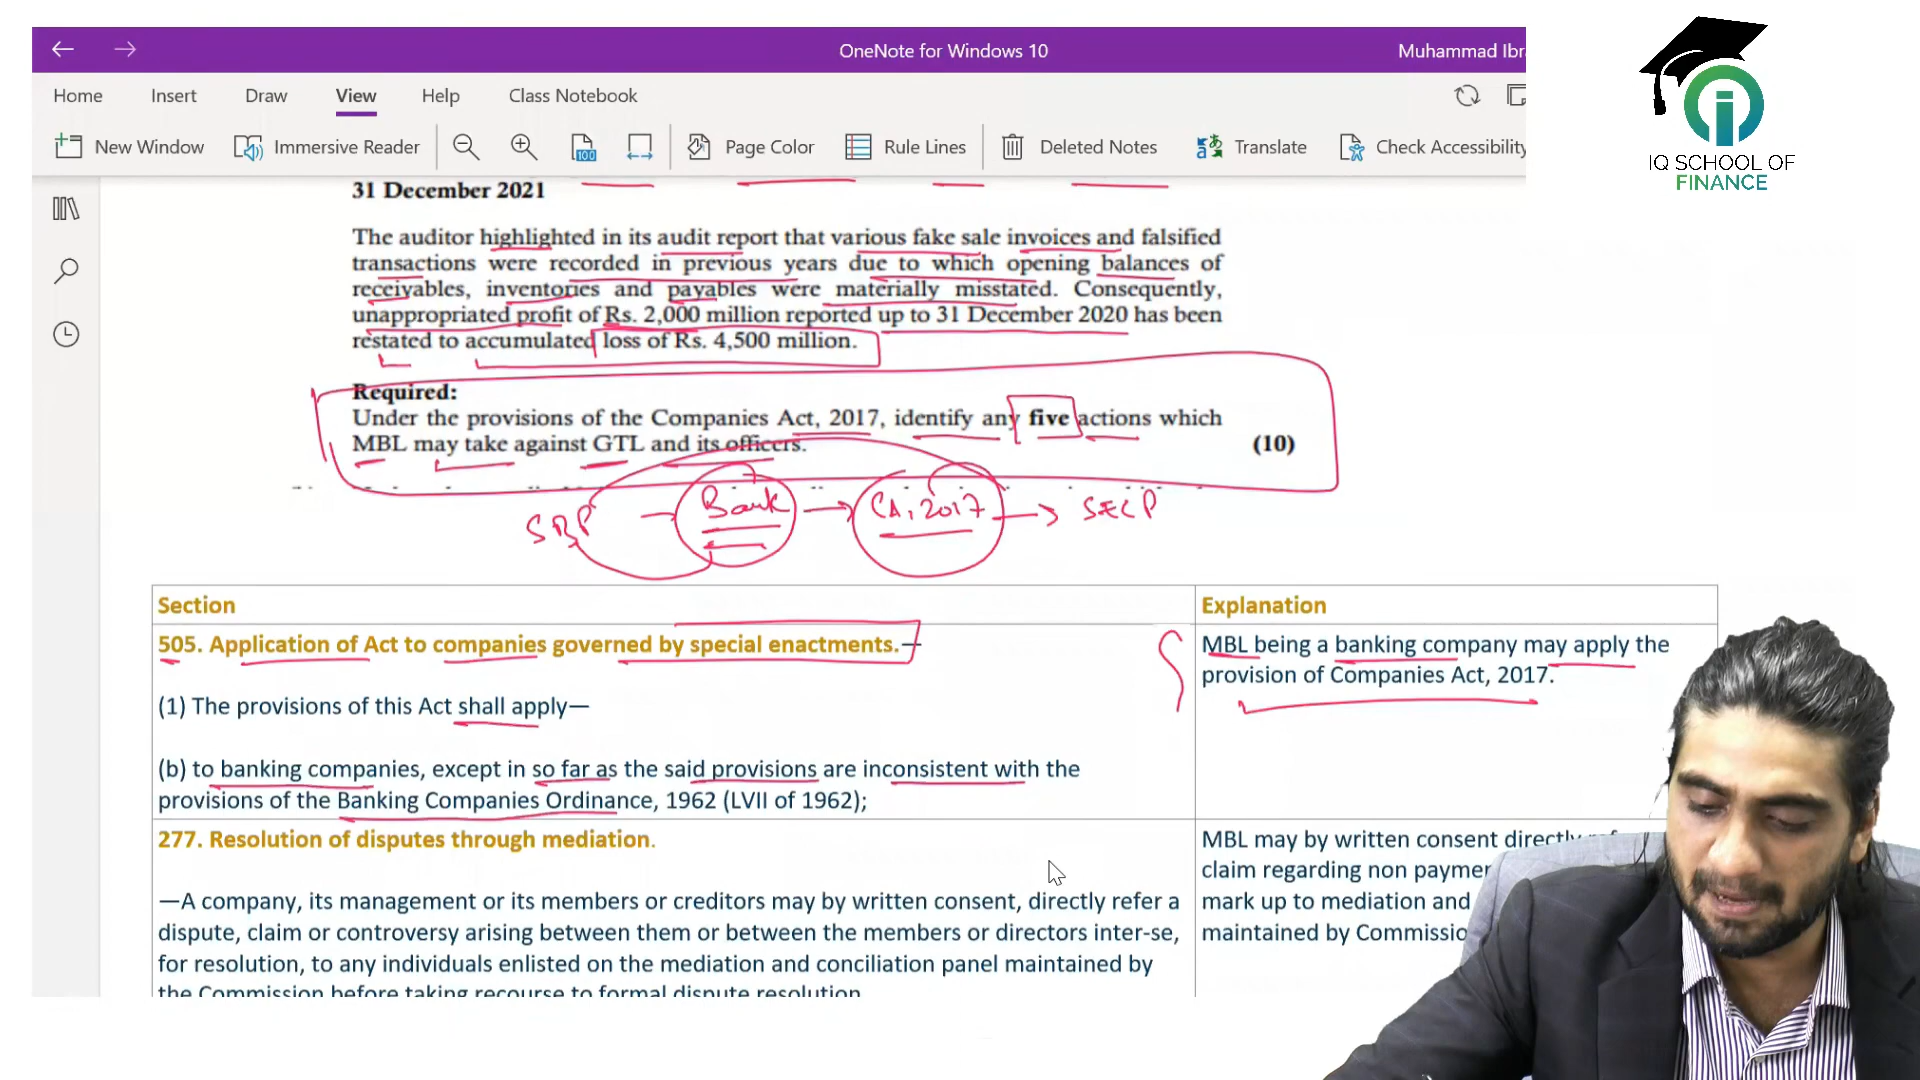 OneNote for Windows 10
Muhammad Ibr
Home
Insert
Draw
View
Help
Class Notebook
New Window
Immersive Reader
100
Page Color
Rule Lines
Deleted Notes
Translate
Check Accessibility
IQ SCHOOL OF
FINANCE
31 December 2021
The auditor highlighted in its audit report that various fake sale invoices and falsified
transactions were recorded in previous years due to which opening balances of
receivables, inventories and payables were materially misstated. Consequently,
unappropriated profit of Rs. 2,000 million reported up to 31 December 2020 has been
restated to accumulated loss of Rs. 4,500 million.
Required:
Under the provisions of the Companies Act, 2017, identify any five actions which
MBL may take against GTL and its officers.
(10)
SBP
Bank
CA, 2017
SECP
Section
Explanation
505. Application of Act to companies governed by special enactments.—
(1) The provisions of this Act shall apply—
(b) to banking companies, except in so far as the said provisions are inconsistent with the
provisions of the Banking Companies Ordinance, 1962 (LVII of 1962);
MBL being a banking company may apply the
provision of Companies Act, 2017.
277. Resolution of disputes through mediation.
—A company, its management or its members or creditors may by written consent, directly refer a
dispute, claim or controversy arising between them or between the members or directors inter-se,
for resolution, to any individuals enlisted on the mediation and conciliation panel maintained by
the Commission before taking recourse to formal dispute resolution.
MBL may by written consent directly
claim regarding non
mark up to mediation and
maintained by